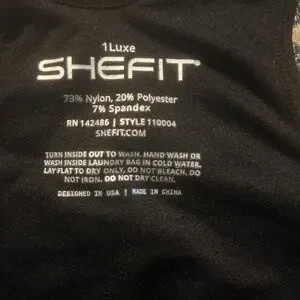 1Luxe
SHEFIT®
73% Nylon, 20% Polyester
7% Spandex
RN 142486 | STYLE 110004
SHEFIT.COM
TURN INSIDE OUT TO WASH. HAND WASH OR
WASH INSIDE LAUNDRY BAG IN COLD WATER.
LAY FLAT TO DRY ONLY. DO NOT BLEACH. DO
NOT IRON. DO NOT DRY CLEAN.
DESIGNED IN USA | MADE IN CHINA